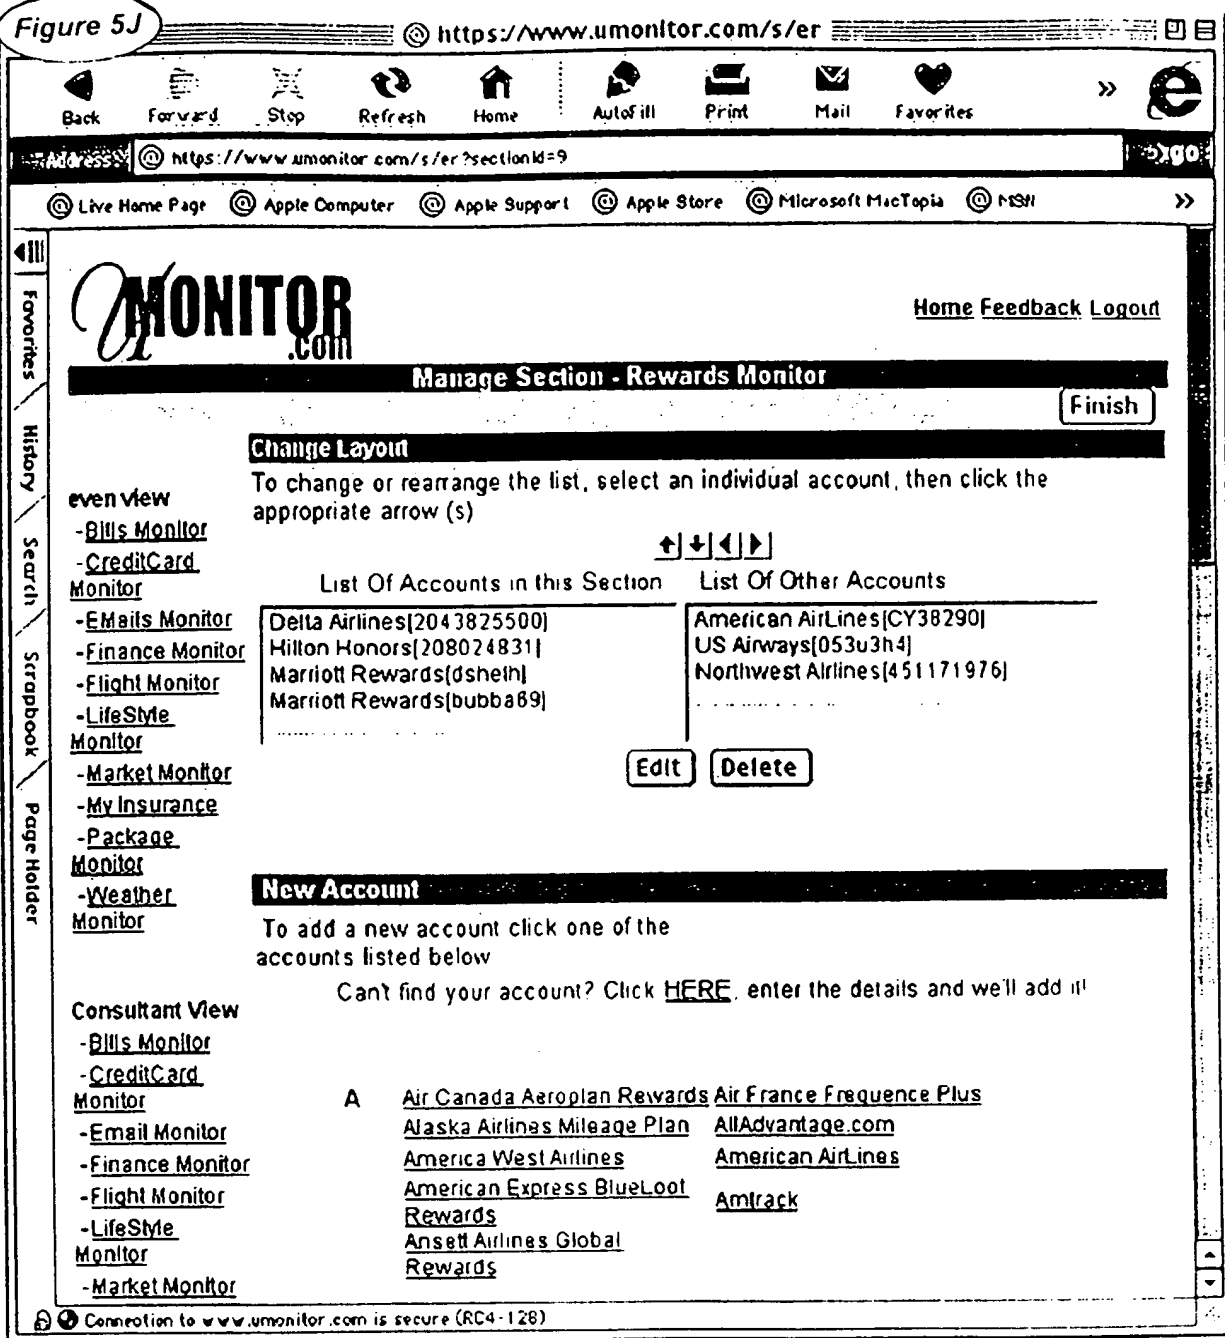 Figure 5J
https://www.umonitor.com/s/er
Back Forward Stop Refresh Home AutoFill Print Mail Favorites »
Address https://www.umonitor.com/s/er?sectionId=9 go
Live Home Page Apple Computer Apple Support Apple Store Microsoft MacTopia MSN »
Favorites
History
Search
Scrapbook
Page Holder
UMONITOR
.com
Home Feedback Logout
Manage Section - Rewards Monitor
Finish
Change Layout
To change or rearrange the list, select an individual account, then click the
appropriate arrow (s)
List Of Accounts in this Section List Of Other Accounts
Delta Airlines[2043825500]
Hilton Honors[208024831]
Marriott Rewards[dshein]
Marriott Rewards[bubba69]
American AirLines[CY38290]
US Airways[053u3h4]
Northwest Airlines[451171976]
Edit Delete
even view
-Bills Monitor
-CreditCard
Monitor
-EMails Monitor
-Finance Monitor
-Flight Monitor
-LifeStyle
Monitor
-Market Monitor
-My Insurance
-Package
Monitor
-Weather
Monitor
New Account
To add a new account click one of the
accounts listed below
Can't find your account? Click HERE, enter the details and we'll add it!
Consultant View
-Bills Monitor
-CreditCard
Monitor
-Email Monitor
-Finance Monitor
-Flight Monitor
-LifeStyle
Monitor
-Market Monitor
A Air Canada Aeroplan Rewards Air France Frequence Plus
Alaska Airlines Mileage Plan AllAdvantage.com
America West Airlines American AirLines
American Express BlueLoot
Rewards
Amtrack
Ansett Airlines Global
Rewards
Connection to www.umonitor.com is secure (RC4-128)